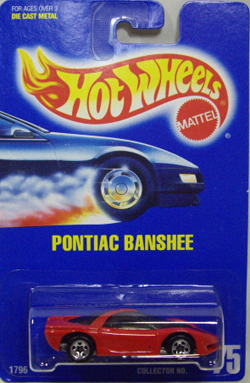 FOR AGES OVER 3
DIE CAST METAL
Hot Wheels
MATTEL
PONTIAC BANSHEE
1796
COLLECTOR NO.
75